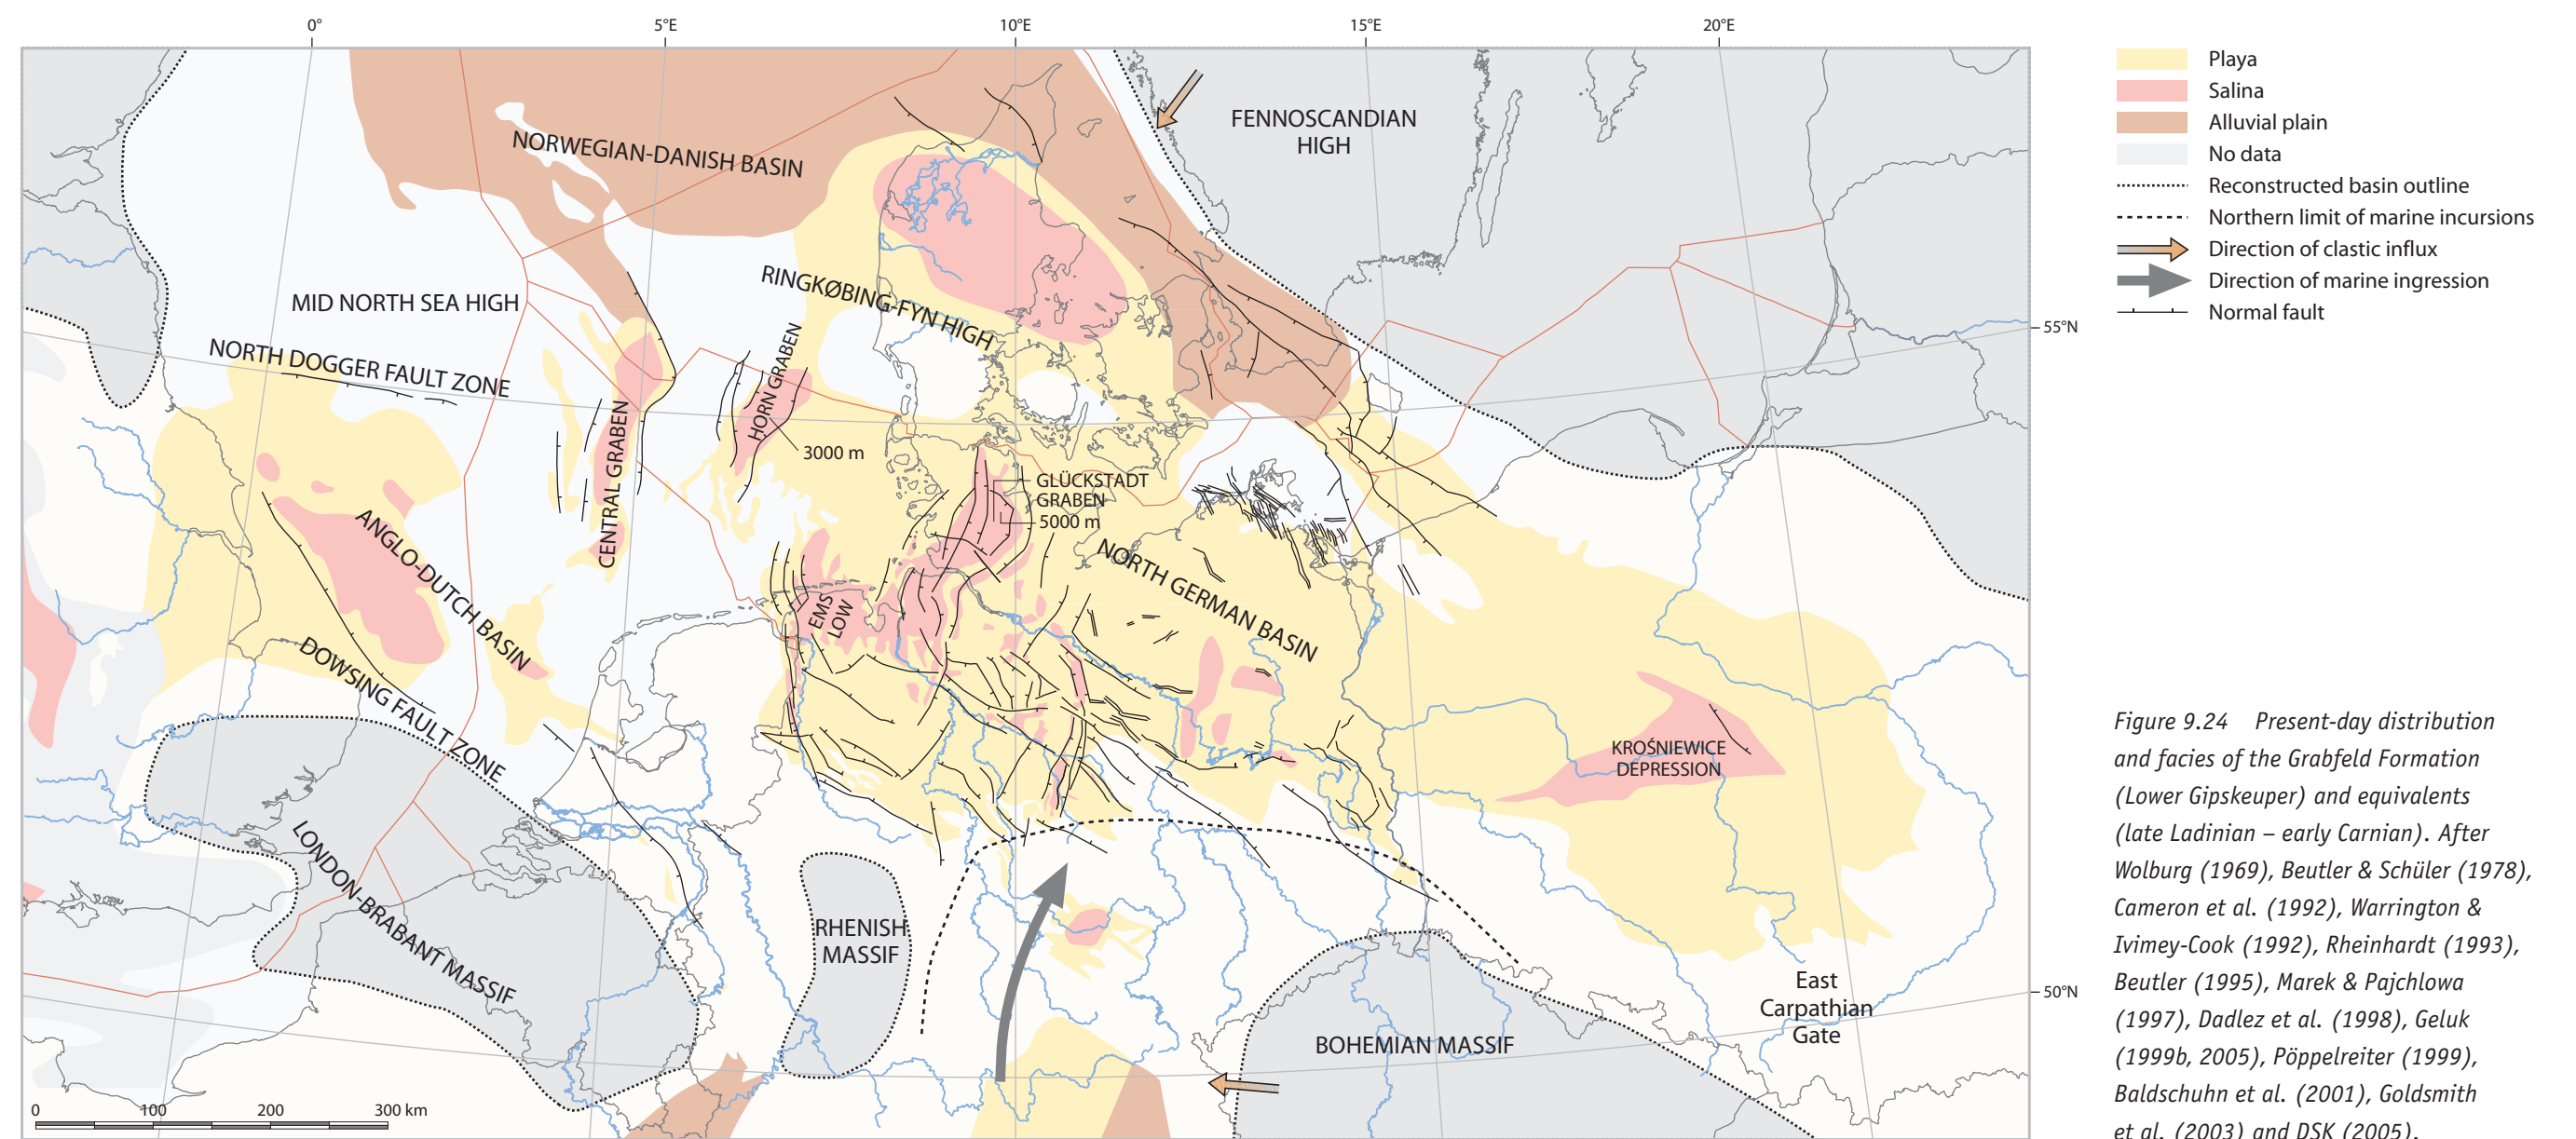 0°
5°E
10°E
15°E
20°E
FENNOSCANDIAN
HIGH
NORWEGIAN-DANISH BASIN
MID NORTH SEA HIGH
RINGKØBING-FYN HIGH
NORTH DOGGER FAULT ZONE
HORN GRABEN
3000 m
CENTRAL GRABEN
GLÜCKSTADT
GRABEN
5000 m
ANGLO-DUTCH BASIN
NORTH GERMAN BASIN
EMS
LOW
DOWSING FAULT ZONE
KROŚNIEWICE
DEPRESSION
LONDON-BRABANT MASSIF
RHENISH
MASSIF
BOHEMIAN MASSIF
East
Carpathian
Gate
55°N
50°N
0
100
200
300 km
Playa
Salina
Alluvial plain
No data
Reconstructed basin outline
Northern limit of marine incursions
Direction of clastic influx
Direction of marine ingression
Normal fault
Figure 9.24 Present-day distribution
and facies of the Grabfeld Formation
(Lower Gipskeuper) and equivalents
(late Ladinian – early Carnian). After
Wolburg (1969), Beutler & Schüler (1978),
Cameron et al. (1992), Warrington &
Ivimey-Cook (1992), Rheinhardt (1993),
Beutler (1995), Marek & Pajchlowa
(1997), Dadlez et al. (1998), Geluk
(1999b, 2005), Pöppelreiter (1999),
Baldschuhn et al. (2001), Goldsmith
et al. (2003) and DSK (2005).